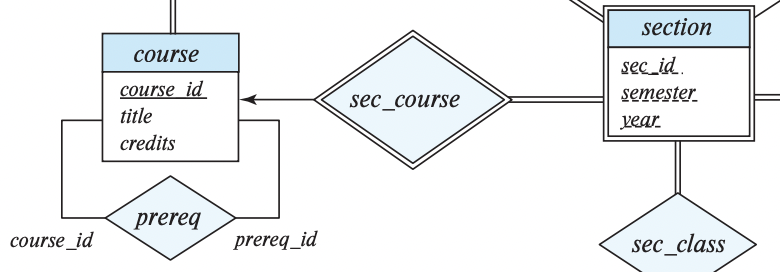 course
course_id
title
credits
prereq
course_id
prereq_id
sec_course
section
sec_id
semester
year
sec_class